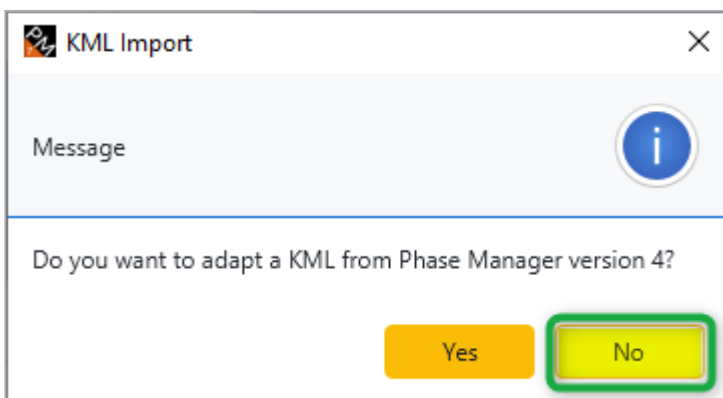 KML Import
Message
Do you want to adapt a KML from Phase Manager version 4?
Yes
No